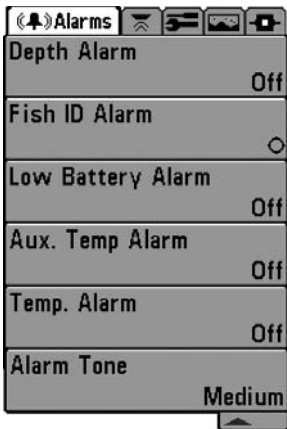 Alarms
Depth Alarm
Off
Fish ID Alarm
Low Battery Alarm
Off
Aux. Temp Alarm
Off
Temp. Alarm
Off
Alarm Tone
Medium